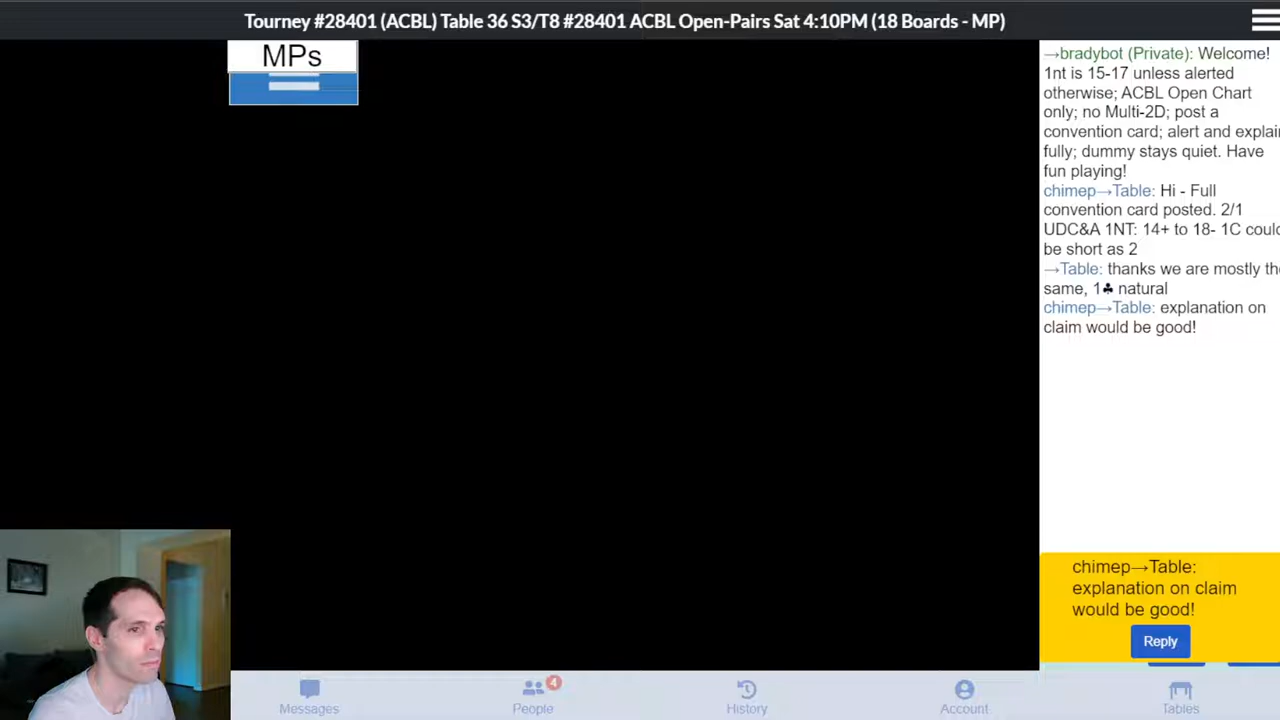 Tourney #28401 (ACBL) Table 36 S3/T8 #28401 ACBL Open-Pairs Sat 4:10PM (18 Boards - MP)
MPs
→bradybot (Private): Welcome!
1nt is 15-17 unless alerted
otherwise; ACBL Open Chart
only; no Multi-2D; post a
convention card; alert and explain
fully; dummy stays quiet. Have
fun playing!
chimep→Table: Hi - Full
convention card posted. 2/1
UDC&A 1NT: 14+ to 18- 1C could
be short as 2
→Table: thanks we are mostly the
same, 1♣ natural
chimep→Table: explanation on
claim would be good!
chimep→Table:
explanation on claim
would be good!
Reply
4
Messages
People
History
Account
Tables